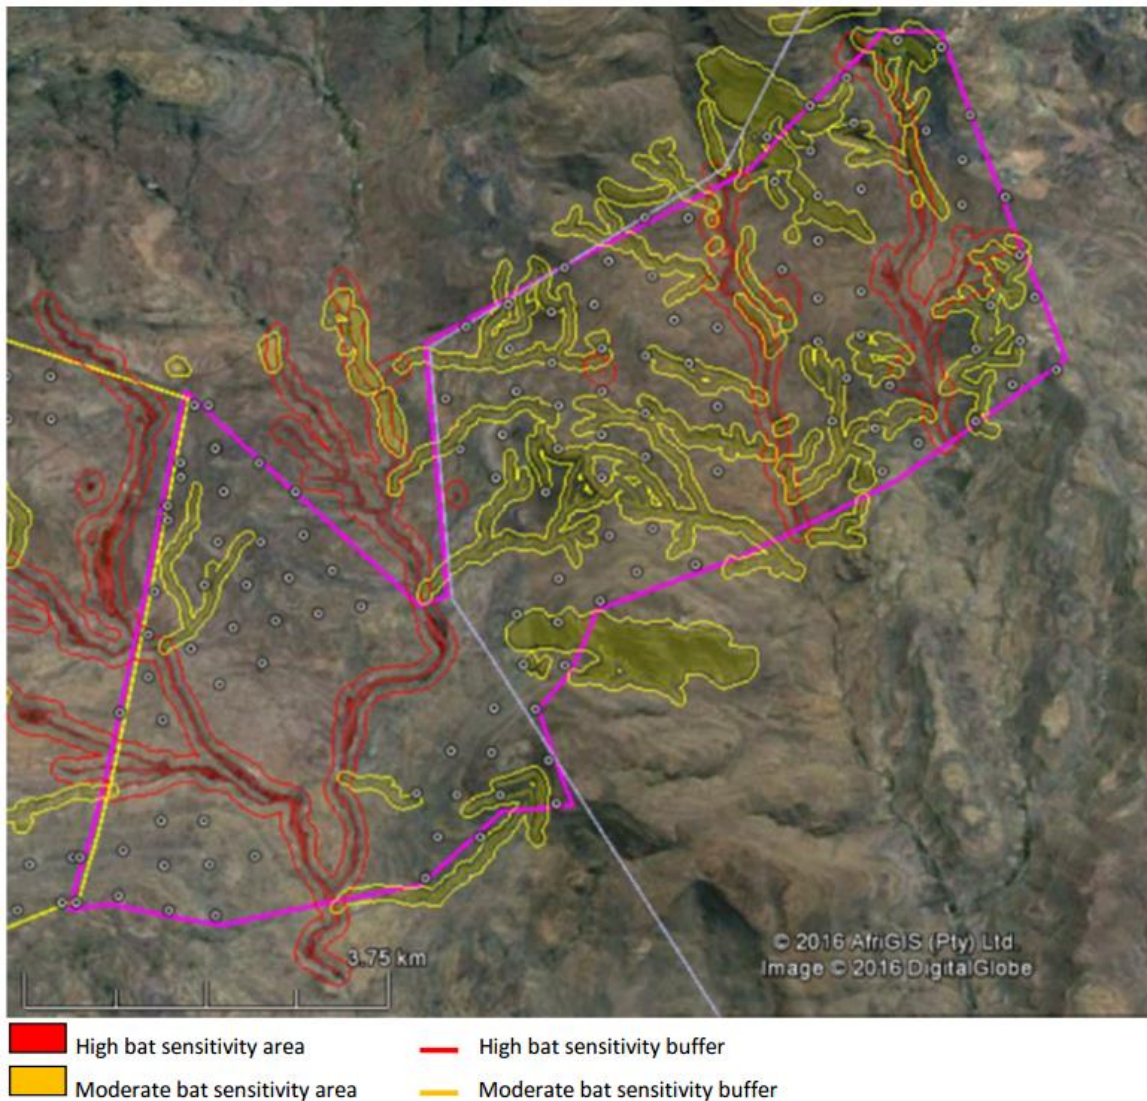 3.75 km
© 2016 AfriGIS (Pty) Ltd.
Image © 2016 DigitalGlobe
High bat sensitivity area
High bat sensitivity buffer
Moderate bat sensitivity area
Moderate bat sensitivity buffer